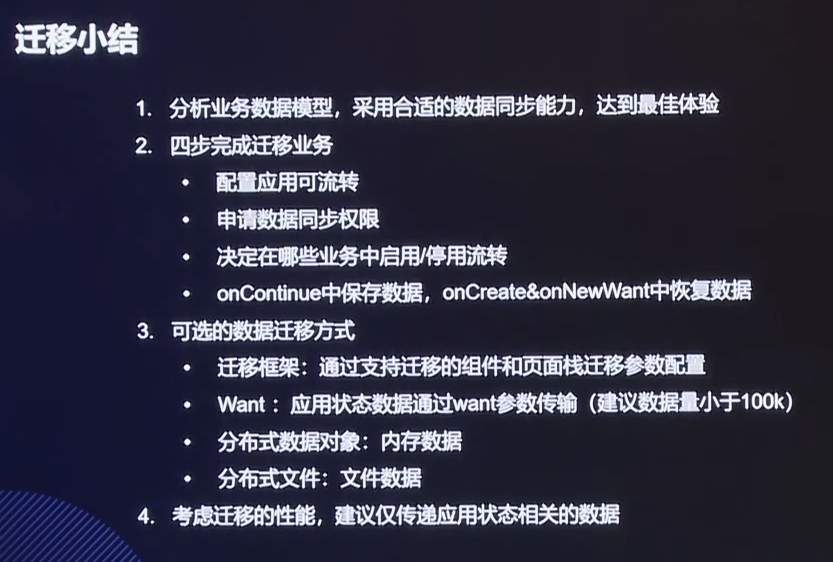 迁移小结
1. 分析业务数据模型，采用合适的数据同步能力，达到最佳体验
2. 四步完成迁移业务
• 配置应用可流转
• 申请数据同步权限
• 决定在哪些业务中启用/停用流转
• onContinue中保存数据，onCreate&onNewWant中恢复数据
3. 可选的数据迁移方式
• 迁移框架：通过支持迁移的组件和页面栈迁移参数配置
• Want ：应用状态数据通过want参数传输（建议数据量小于100k）
• 分布式数据对象：内存数据
• 分布式文件：文件数据
4. 考虑迁移的性能，建议仅传递应用状态相关的数据